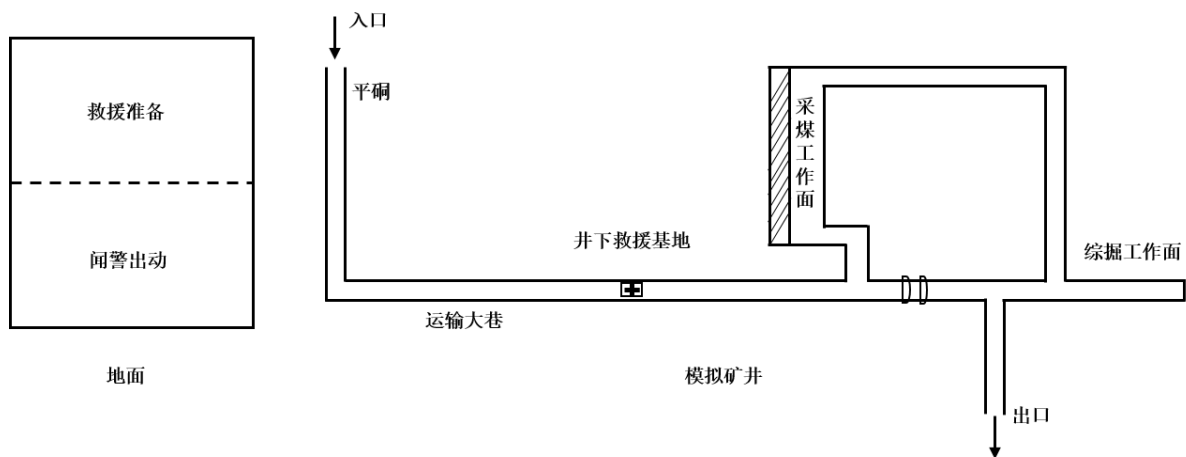 入口
平硐
救援准备
采煤工作面
井下救援基地
综掘工作面
闻警出动
运输大巷
地面
模拟矿井
出口